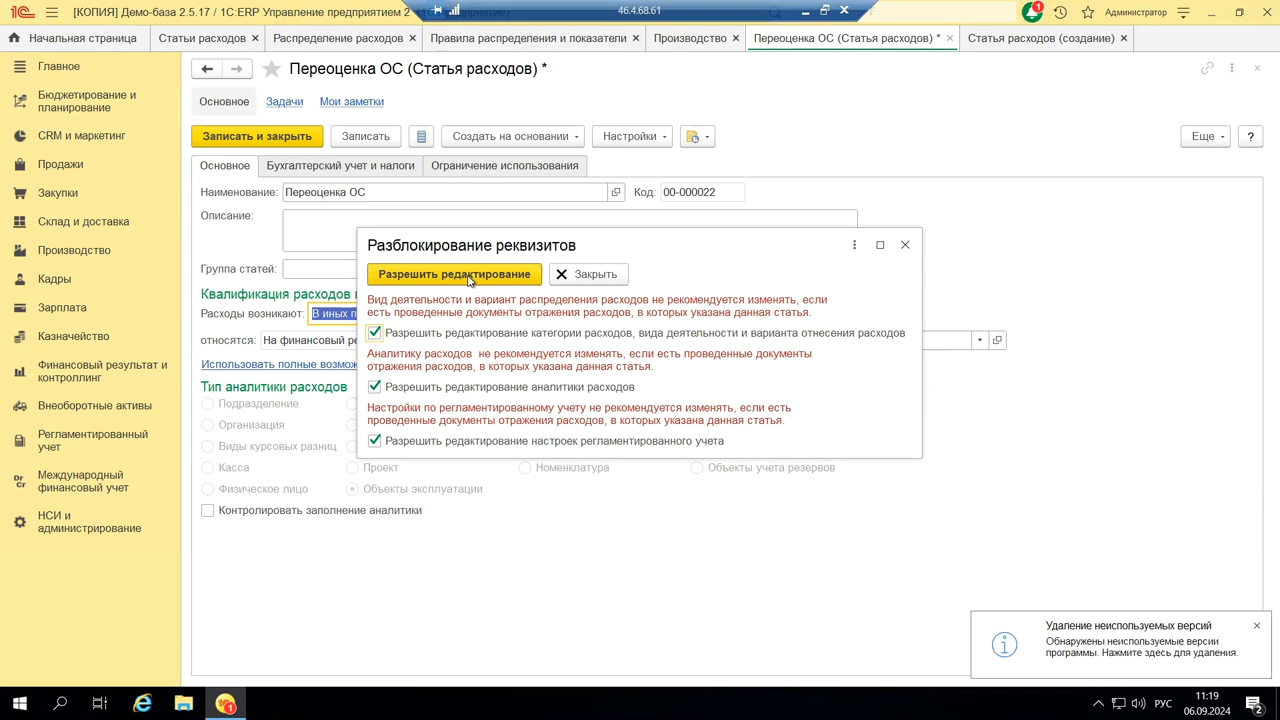 [КОПИЯ] Демо-база 2.5.17 / 1С:ERP Управление предприятием 2
46.4.68.61
Администратор
Начальная страница
Статьи расходов
Распределение расходов
Правила распределения и показатели
Производство
Переоценка ОС (Статья расходов) *
Статья расходов (создание)
Главное
Бюджетирование и
планирование
CRM и маркетинг
Продажи
Закупки
Склад и доставка
Производство
Кадры
Зарплата
Казначейство
Финансовый результат и
контроллинг
Внеоборотные активы
Регламентированный
учет
Международный
финансовый учет
НСИ и
администрирование
Переоценка ОС (Статья расходов) *
Основное
Задачи
Мои заметки
Записать и закрыть
Записать
Создать на основании
Настройки
Еще
?
Основное
Бухгалтерский учет и налоги
Ограничение использования
Наименование:
Переоценка ОС
Код:
00-000022
Описание:
Группа статей:
Квалификация расходов
Расходы возникают:
В иных п
относятся:
На финансовый ре
Использовать полные возмож
Тип аналитики расходов
Подразделение
Организация
Виды курсовых разниц
Касса
Проект
Номенклатура
Объекты учета резервов
Физическое лицо
Объекты эксплуатации
Контролировать заполнение аналитики
Разблокирование реквизитов
Разрешить редактирование
Закрыть
Вид деятельности и вариант распределения расходов не рекомендуется изменять, если
есть проведенные документы отражения расходов, в которых указана данная статья.
Разрешить редактирование категории расходов, вида деятельности и варианта отнесения расходов
Аналитику расходов не рекомендуется изменять, если есть проведенные документы
отражения расходов, в которых указана данная статья.
Разрешить редактирование аналитики расходов
Настройки по регламентированному учету не рекомендуется изменять, если есть
проведенные документы отражения расходов, в которых указана данная статья.
Разрешить редактирование настроек регламентированного учета
Удаление неиспользуемых версий
Обнаружены неиспользуемые версии
программы. Нажмите здесь для удаления.
РУС
11:19
06.09.2024